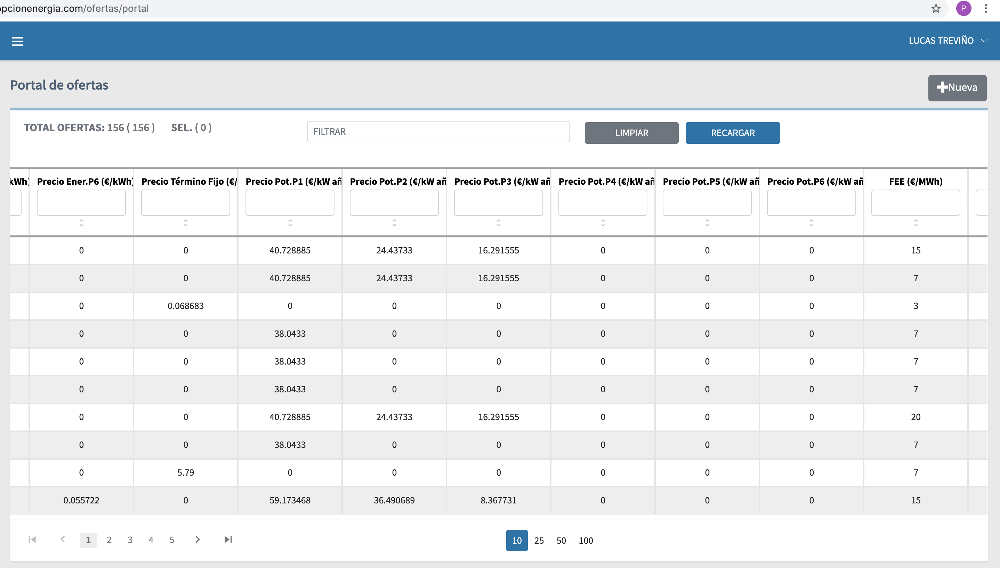 opcionenergia.com/ofertas/portal
P
LUCAS TREVIÑO
Portal de ofertas
Nueva
TOTAL OFERTAS: 156 ( 156 ) SEL. ( 0 )
FILTRAR
LIMPIAR
RECARGAR
kWh) Precio Ener.P6 (€/kWh) Precio Término Fijo (€/ Precio Pot.P1 (€/kW añ Precio Pot.P2 (€/kW añ Precio Pot.P3 (€/kW añ Precio Pot.P4 (€/kW añ Precio Pot.P5 (€/kW añ Precio Pot.P6 (€/kW añ FEE (€/MWh)
0 0 40.728885 24.43733 16.291555 0 0 0 15
0 0 40.728885 24.43733 16.291555 0 0 0 7
0 0.068683 0 0 0 0 0 0 3
0 0 38.0433 0 0 0 0 0 7
0 0 38.0433 0 0 0 0 0 7
0 0 38.0433 0 0 0 0 0 7
0 0 40.728885 24.43733 16.291555 0 0 0 20
0 0 38.0433 0 0 0 0 0 7
0 5.79 0 0 0 0 0 0 7
0.055722 0 59.173468 36.490689 8.367731 0 0 0 15
1 2 3 4 5
10 25 50 100